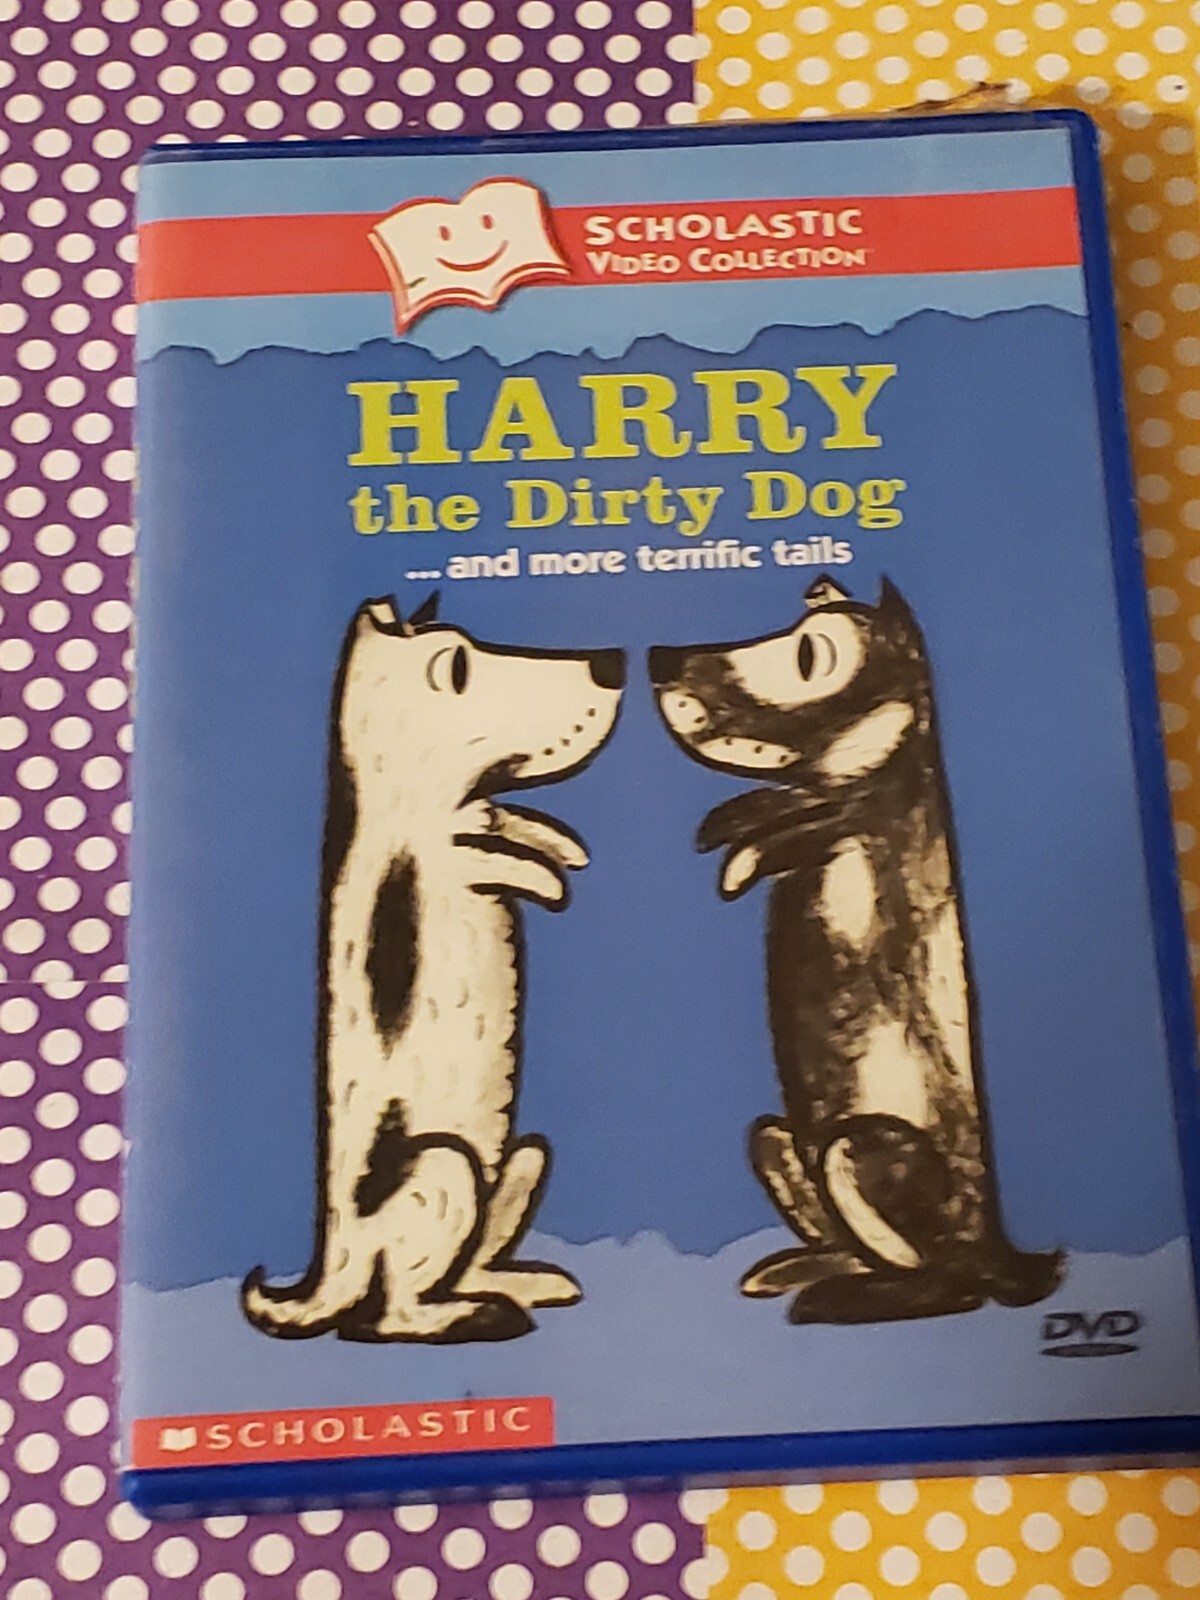 SCHOLASTIC
VIDEO COLLECTION
HARRY
the Dirty Dog
...and more terrific tails
DVD
SCHOLASTIC